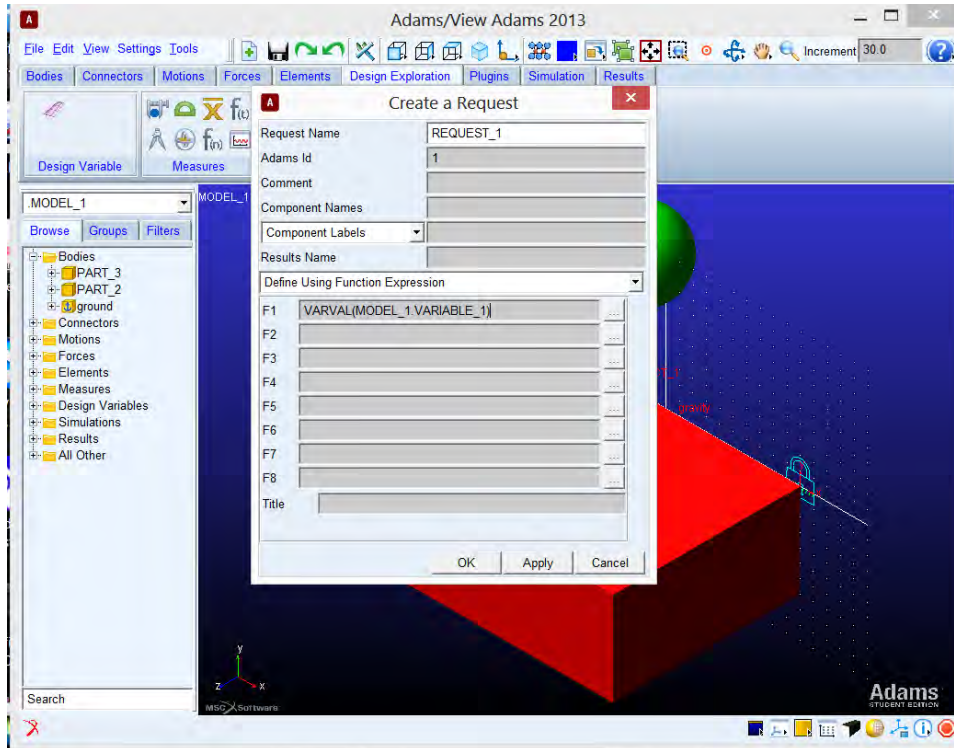 Adams/View Adams 2013
File Edit View Settings Tools
Increment 30.0
Bodies Connectors Motions Forces Elements Design Exploration Plugins Simulation Results
Create a Request
f(t)
f(n)
Design Variable
Measures
Request Name REQUEST_1
Adams Id 1
Comment
Component Names
Component Labels
Results Name
Define Using Function Expression
F1 VARVAL(MODEL_1.VARIABLE_1)
F2
F3
F4
F5
F6
F7
F8
Title
OK Apply Cancel
.MODEL_1
MODEL_1
Browse Groups Filters
Bodies
PART_3
PART_2
ground
Connectors
Motions
Forces
Elements
Measures
Design Variables
Simulations
Results
All Other
gravity
y
z x
Search
MSC Software
Adams
STUDENT EDITION